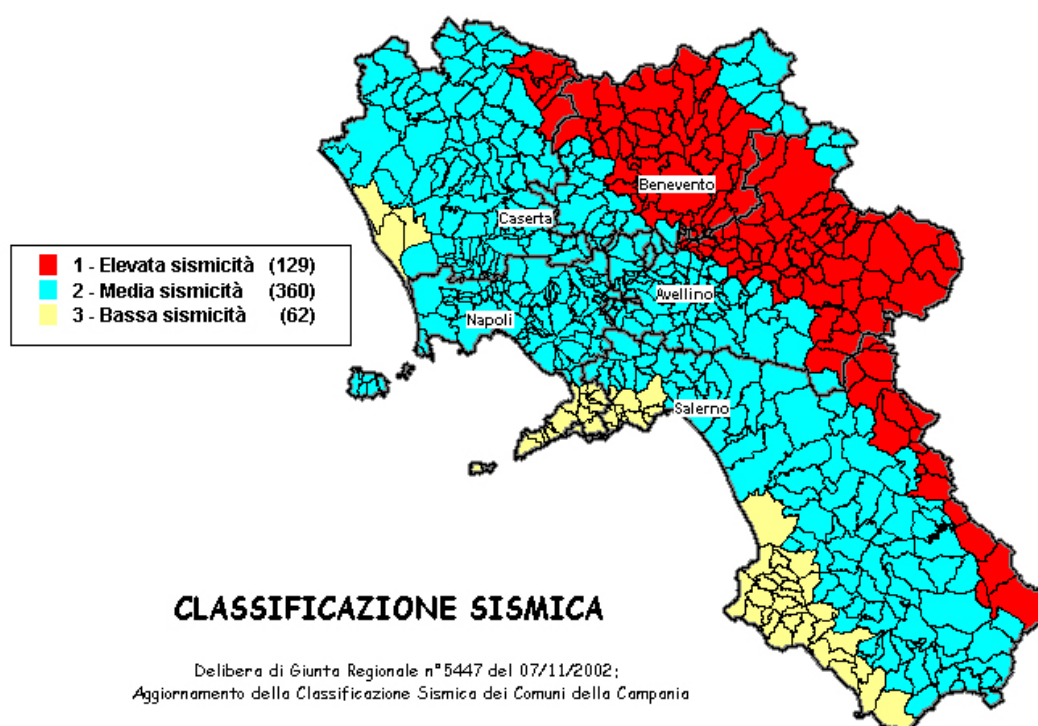 Benevento
Caserta
1 - Elevata sismicità (129)
2 - Media sismicità (360)
3 - Bassa sismicità (62)
Avellino
Napoli
Salerno
CLASSIFICAZIONE SISMICA
Delibera di Giunta Regionale n°5447 del 07/11/2002;
Aggiornamento della Classificazione Sismica dei Comuni della Campania